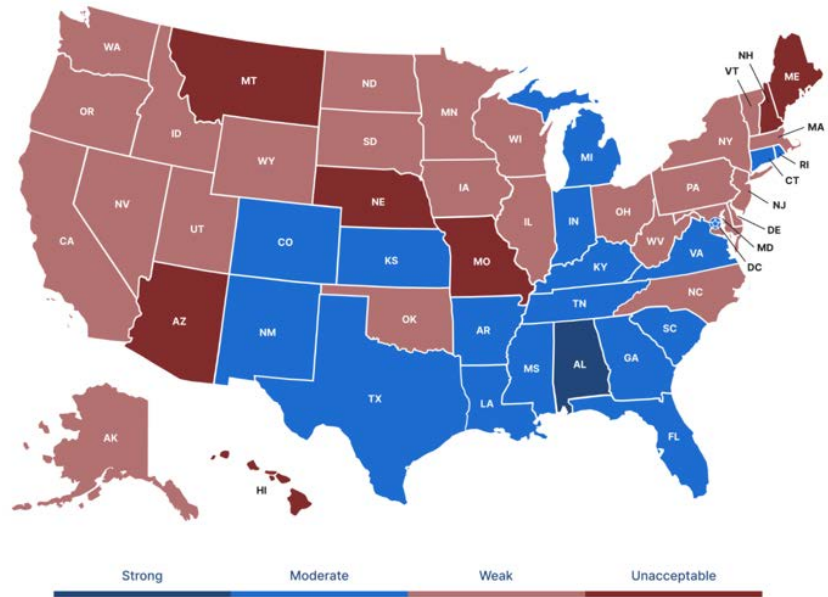 WA
MT
ND
MN
OR
ID
WY
SD
WI
MI
NY
VT
NH
ME
MA
RI
CT
NJ
PA
DE
MD
DC
NV
UT
CA
NE
IA
IL
IN
OH
WV
VA
CO
KS
MO
KY
TN
NC
AZ
NM
OK
AR
SC
TX
LA
MS
AL
GA
FL
AK
HI
Strong Moderate Weak Unacceptable